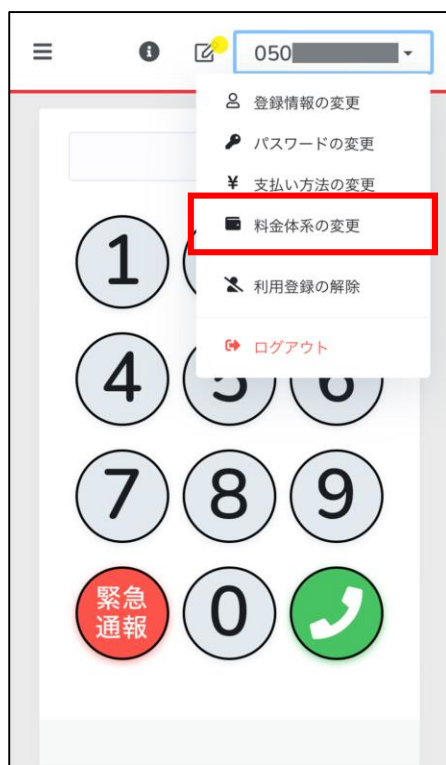 050
登録情報の変更
パスワードの変更
¥ 支払い方法の変更
料金体系の変更
利用登録の解除
ログアウト
1
4 5 6
7 8 9
緊急
通報
0